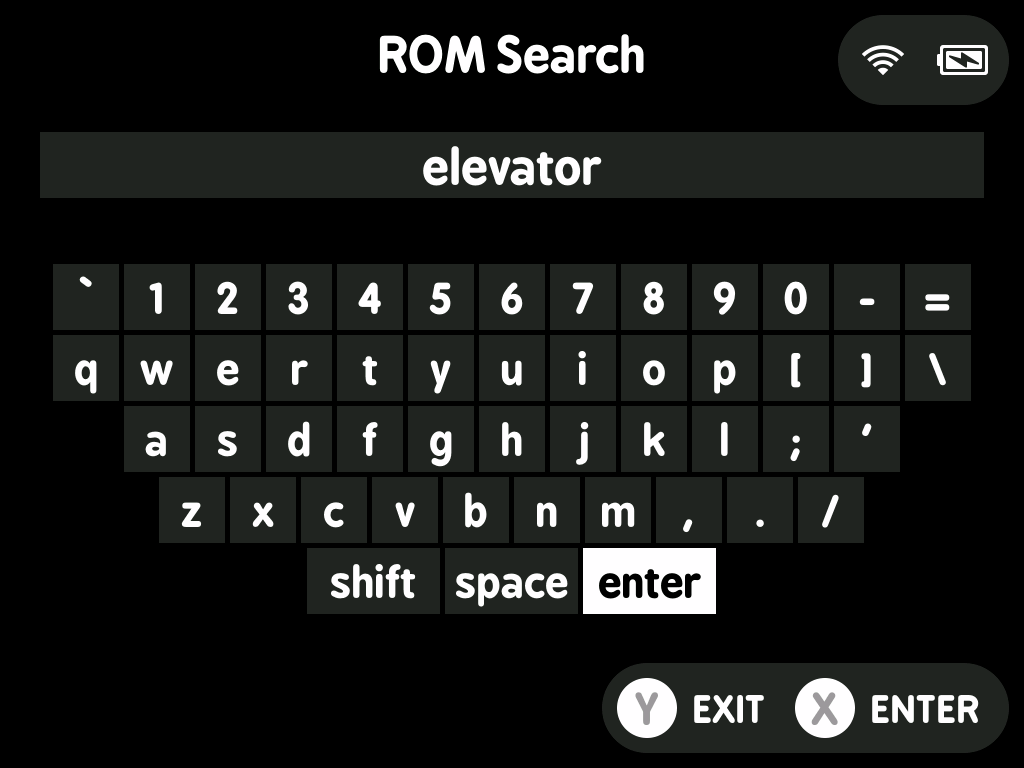 ROM Search
elevator
` 1 2 3 4 5 6 7 8 9 0 - =
q w e r t y u i o p [ ] \
a s d f g h j k l ; '
z x c v b n m , . /
shift space enter
Y EXIT X ENTER